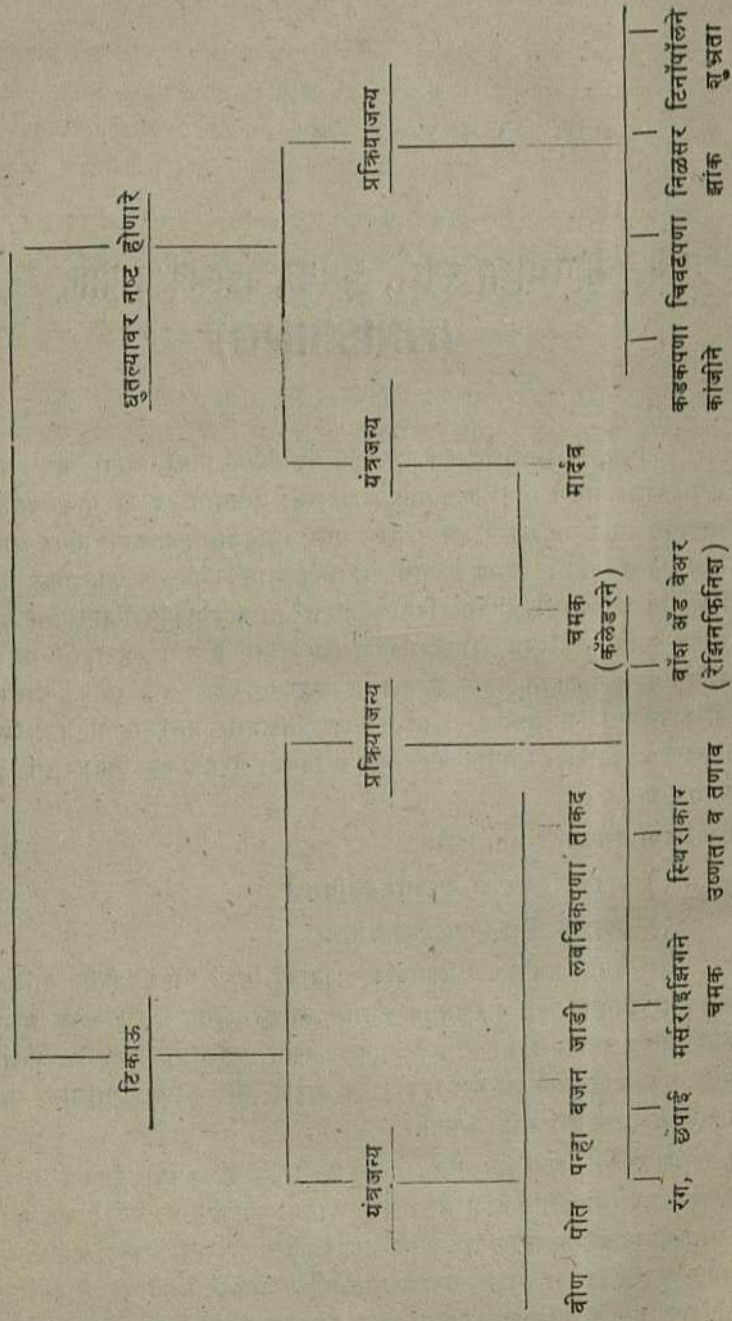 टिकाऊ धुतल्यावर नष्ट होणारे
यंत्रजन्य प्रक्रियाजन्य यंत्रजन्य प्रक्रियाजन्य
चमक मार्दव
(कॅलेंडरने)
वीण पोत पन्हा वजन जाडी लवचिकपणा ताकद
रंग, छपाई मर्सराइझिंगने स्थिराकार वॉश अँड वेअर कडकपणा चिवटपणा निळसर टिनॉपॉलने
चमक उष्णता व तणाव (रेझिनफिनिश) कांजीने झांक शुभ्रता